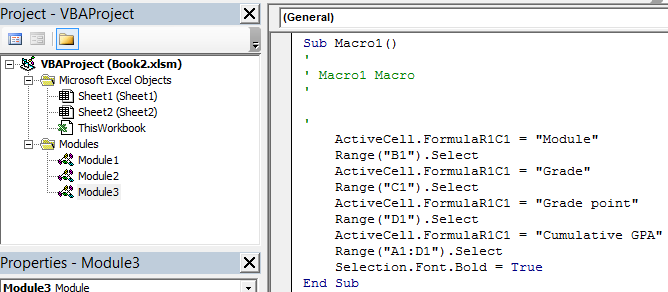 Project - VBAProject
VBAProject (Book2.xlsm)
Microsoft Excel Objects
Sheet1 (Sheet1)
Sheet2 (Sheet2)
ThisWorkbook
Modules
Module1
Module2
Module3
Properties - Module3
Module3 Module
(General)
Sub Macro1()
'
' Macro1 Macro
'
'
ActiveCell.FormulaR1C1 = "Module"
Range("B1").Select
ActiveCell.FormulaR1C1 = "Grade"
Range("C1").Select
ActiveCell.FormulaR1C1 = "Grade point"
Range("D1").Select
ActiveCell.FormulaR1C1 = "Cumulative GPA"
Range("A1:D1").Select
Selection.Font.Bold = True
End Sub